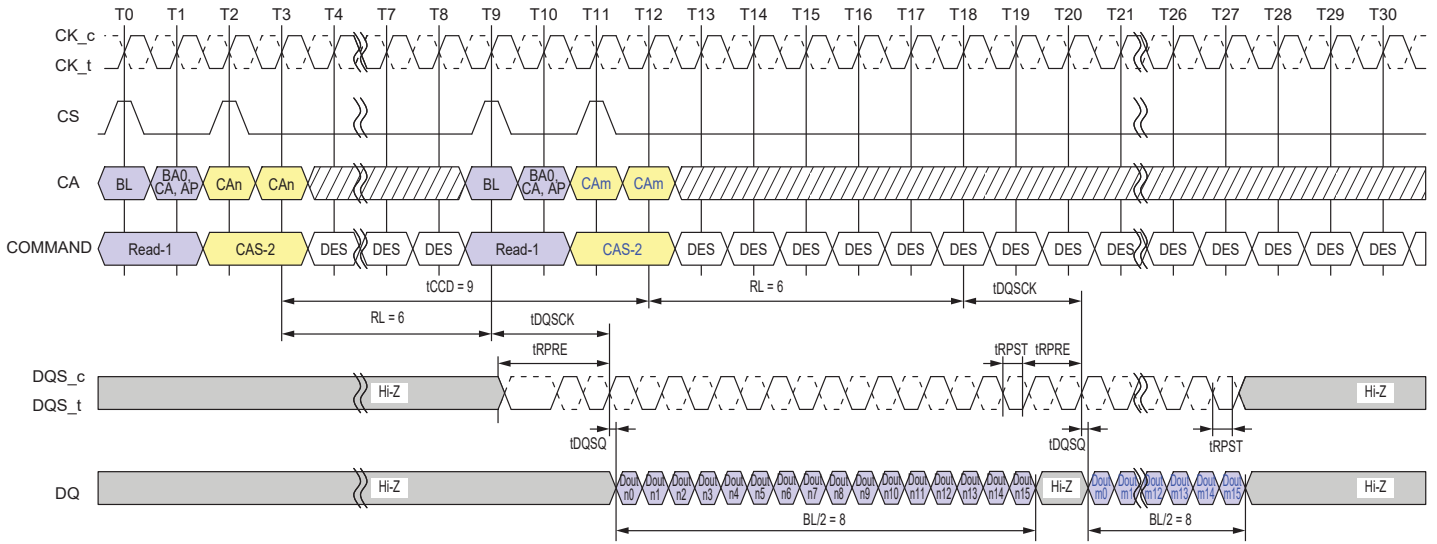 T0 T1 T2 T3 T4 T7 T8 T9 T10 T11 T12 T13 T14 T15 T16 T17 T18 T19 T20 T21 T26 T27 T28 T29 T30
CK_c
CK_t
CS
CA BL BA0, CA, AP CAn CAn BL BA0, CA, AP CAm CAm
COMMAND Read-1 CAS-2 DES DES DES Read-1 CAS-2 DES DES DES DES DES DES DES DES DES DES DES DES DES DES
tCCD = 9 RL = 6 tDQSCK
RL = 6 tDQSCK
tRPRE tRPST tRPRE
DQS_c
DQS_t
Hi-Z Hi-Z
tDQSQ tDQSQ tRPST
DQ Hi-Z Dout n0 Dout n1 Dout n2 Dout n3 Dout n4 Dout n5 Dout n6 Dout n7 Dout n8 Dout n9 Dout n10 Dout n11 Dout n12 Dout n13 Dout n14 Dout n15 Hi-Z Dout m0 Dout m1 Dout m12 Dout m13 Dout m14 Dout m15 Hi-Z
BL/2 = 8 BL/2 = 8